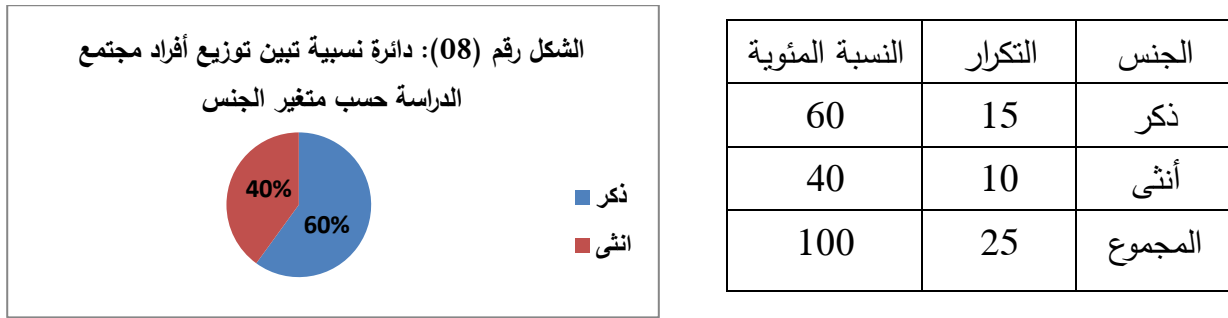 الشكل رقم (08): دائرة نسبية تبين توزيع أفراد مجتمع
الدراسة حسب متغير الجنس
40%
60%
ذكر
انثى
الجنس التكرار النسبة المئوية
ذكر 15 60
أنثى 10 40
المجموع 25 100